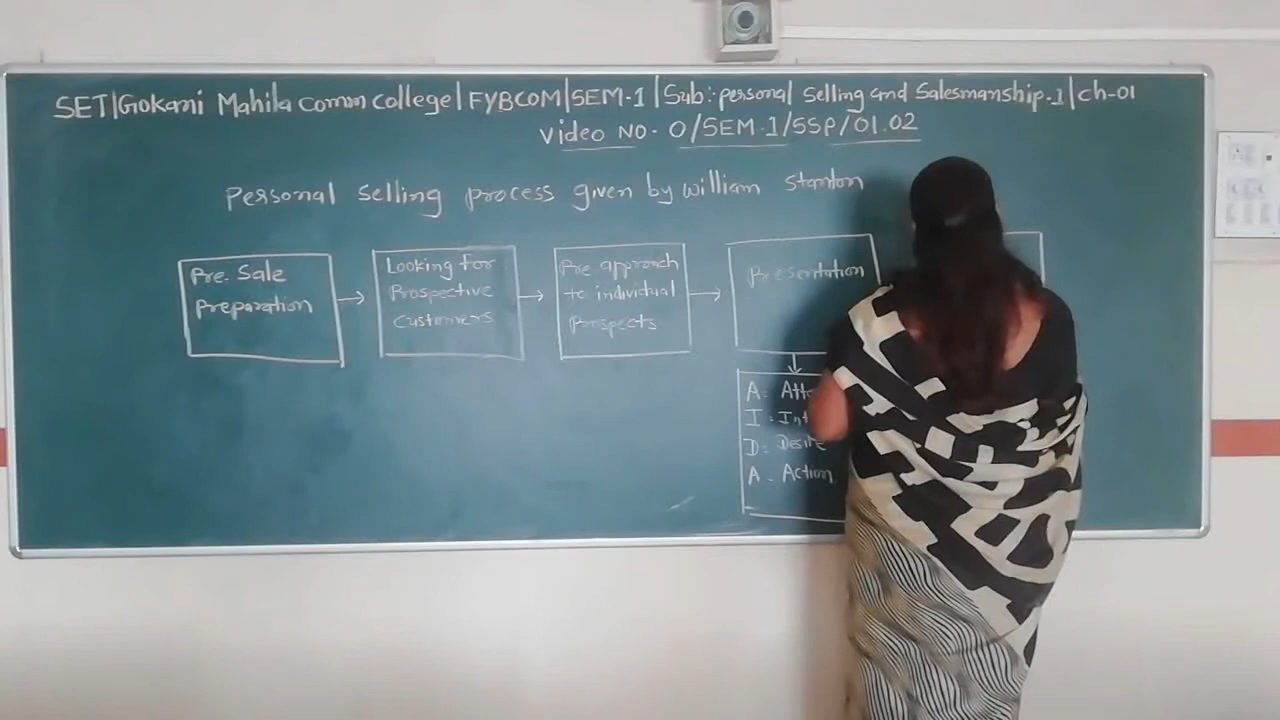 SET|Gokani Mahila Comm college|FYBCOM|SEM-1|Sub:personal selling and Salesmanship.1|ch-01
video NO. 0/SEM.1/SSP/01.02
Personal selling process given by william stanton
Pre-Sale
Preparation
Looking for
Prospective
Customers
Pre approach
to individual
prospects
Presentation
A:
I:
D: Desire
A - Action